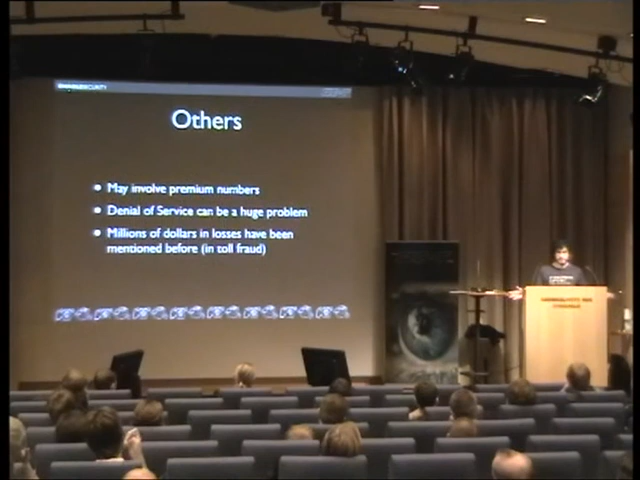 Others
May involve premium numbers
Denial of Service can be a huge problem
Millions of dollars in losses have been
mentioned before (in toll fraud)